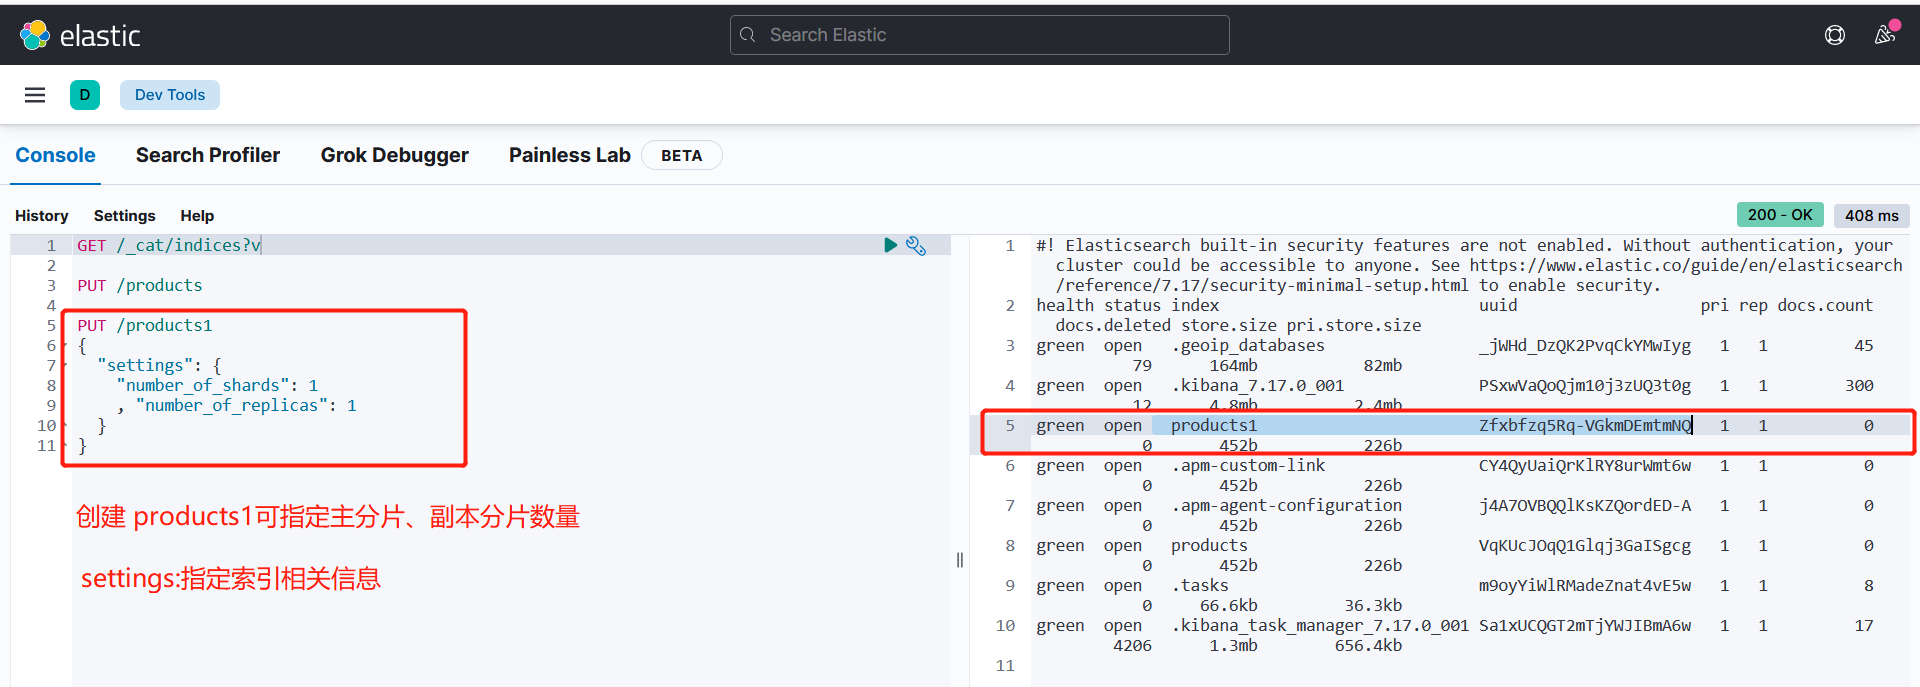 elastic
Search Elastic
D
Dev Tools
Console
Search Profiler
Grok Debugger
Painless Lab
BETA
History
Settings
Help
200 - OK
408 ms
1 GET /_cat/indices?v
2
3 PUT /products
4
5 PUT /products1
6 {
7 "settings": {
8 "number_of_shards": 1
9 , "number_of_replicas": 1
10 }
11 }
创建 products1可指定主分片、副本分片数量
settings:指定索引相关信息
1 #! Elasticsearch built-in security features are not enabled. Without authentication, your
cluster could be accessible to anyone. See https://www.elastic.co/guide/en/elasticsearch
/reference/7.17/security-minimal-setup.html to enable security.
2 health status index uuid pri rep docs.count
docs.deleted store.size pri.store.size
3 green open .geoip_databases _jWHd_DzQK2PvqCkYMwIyg 1 1 45
79 164mb 82mb
4 green open .kibana_7.17.0_001 PSxwVaQoQjm10j3zUQ3t0g 1 1 300
12 4.8mb 2.4mb
5 green open products1 Zfxbfzq5Rq-VGkmDEmtmNQ 1 1 0
0 452b 226b
6 green open .apm-custom-link CY4QyUaiQrKlRY8urWmt6w 1 1 0
0 452b 226b
7 green open .apm-agent-configuration j4A7OVBQQlKsKZQordED-A 1 1 0
0 452b 226b
8 green open products VqKUcJOqQ1Glqj3GaISgcg 1 1 0
0 452b 226b
9 green open .tasks m9oyYiWlRMadeZnat4vE5w 1 1 8
0 66.6kb 36.3kb
10 green open .kibana_task_manager_7.17.0_001 Sa1xUCQGT2mTjYWJIBmA6w 1 1 17
4206 1.3mb 656.4kb
11